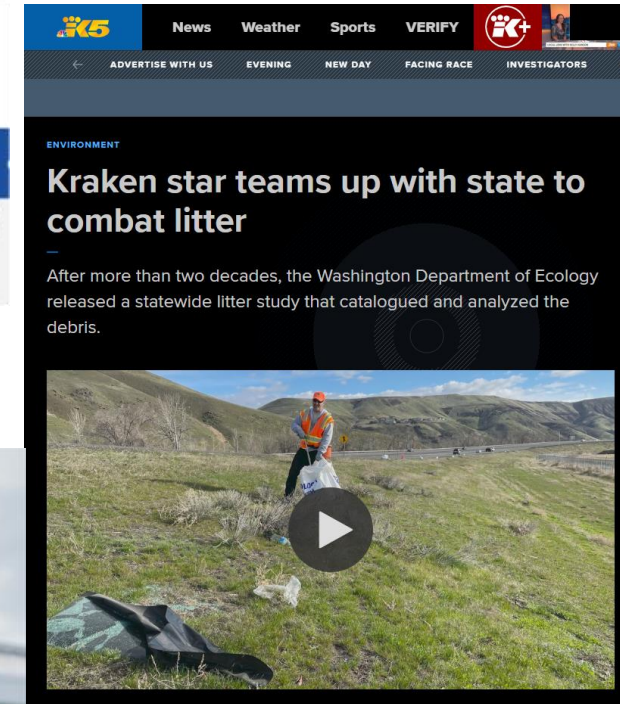 K5
News Weather Sports VERIFY K+
← ADVERTISE WITH US EVENING NEW DAY FACING RACE INVESTIGATORS
ENVIRONMENT
Kraken star teams up with state to
combat litter
After more than two decades, the Washington Department of Ecology
released a statewide litter study that catalogued and analyzed the
debris.